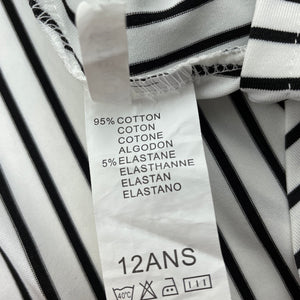 95% COTTON
COTON
COTONE
ALGODON
5% ELASTANE
ELASTHANNE
ELASTAN
ELASTANO
12ANS
40°C